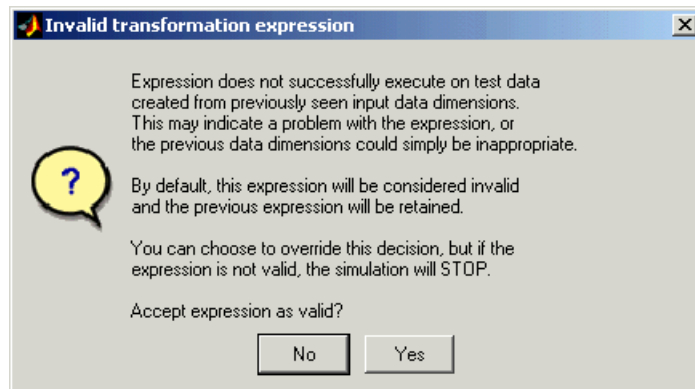 Invalid transformation expression
Expression does not successfully execute on test data
created from previously seen input data dimensions.
This may indicate a problem with the expression, or
the previous data dimensions could simply be inappropriate.
By default, this expression will be considered invalid
and the previous expression will be retained.
You can choose to override this decision, but if the
expression is not valid, the simulation will STOP.
Accept expression as valid?
No
Yes